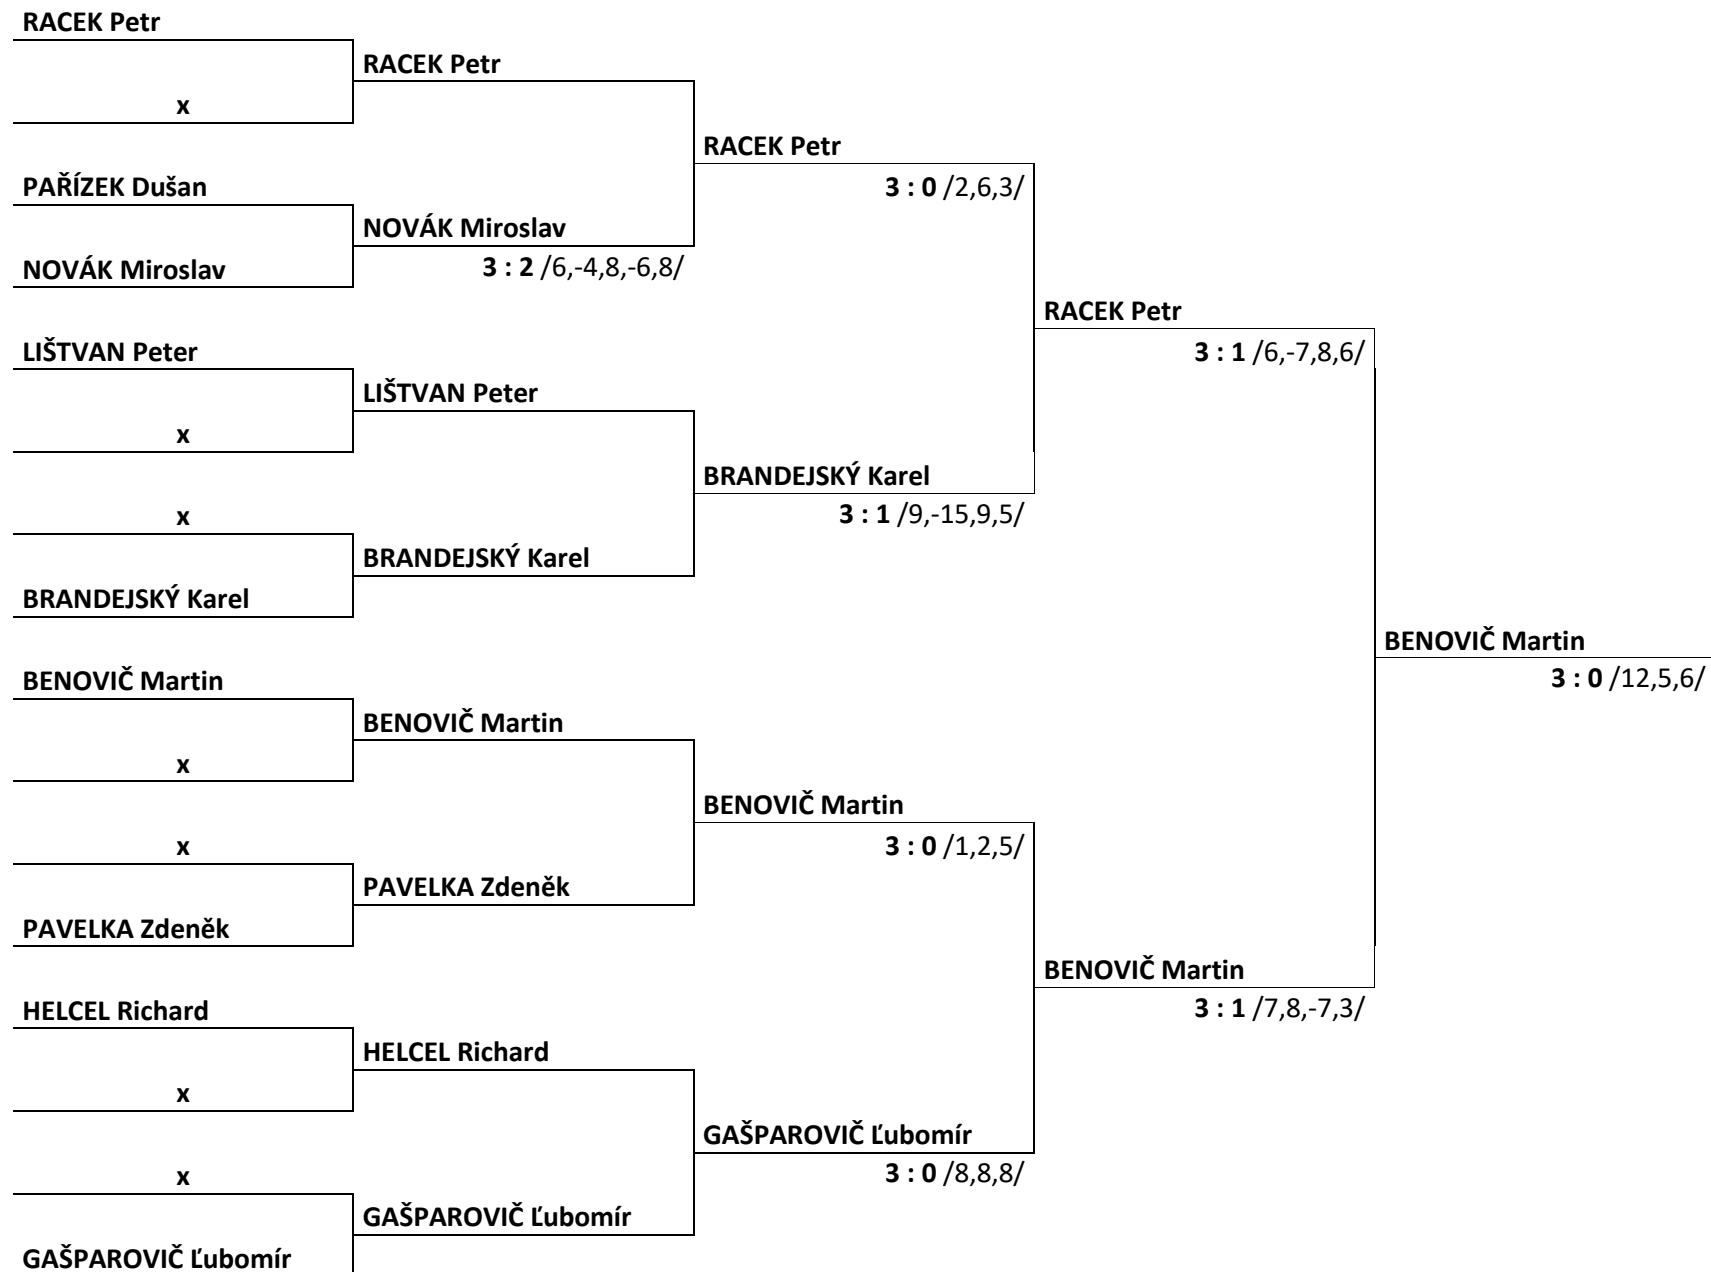 RACEK Petr
RACEK Petr
x
RACEK Petr
PAŘÍZEK Dušan
3 : 0 /2,6,3/
NOVÁK Miroslav
NOVÁK Miroslav
3 : 2 /6,-4,8,-6,8/
RACEK Petr
LIŠTVAN Peter
3 : 1 /6,-7,8,6/
LIŠTVAN Peter
x
BRANDEJSKÝ Karel
x
3 : 1 /9,-15,9,5/
BRANDEJSKÝ Karel
BRANDEJSKÝ Karel
BENOVIČ Martin
BENOVIČ Martin
3 : 0 /12,5,6/
BENOVIČ Martin
x
BENOVIČ Martin
x
3 : 0 /1,2,5/
PAVELKA Zdeněk
PAVELKA Zdeněk
BENOVIČ Martin
HELCEL Richard
3 : 1 /7,8,-7,3/
HELCEL Richard
x
GAŠPAROVIČ Ľubomír
x
3 : 0 /8,8,8/
GAŠPAROVIČ Ľubomír
GAŠPAROVIČ Ľubomír